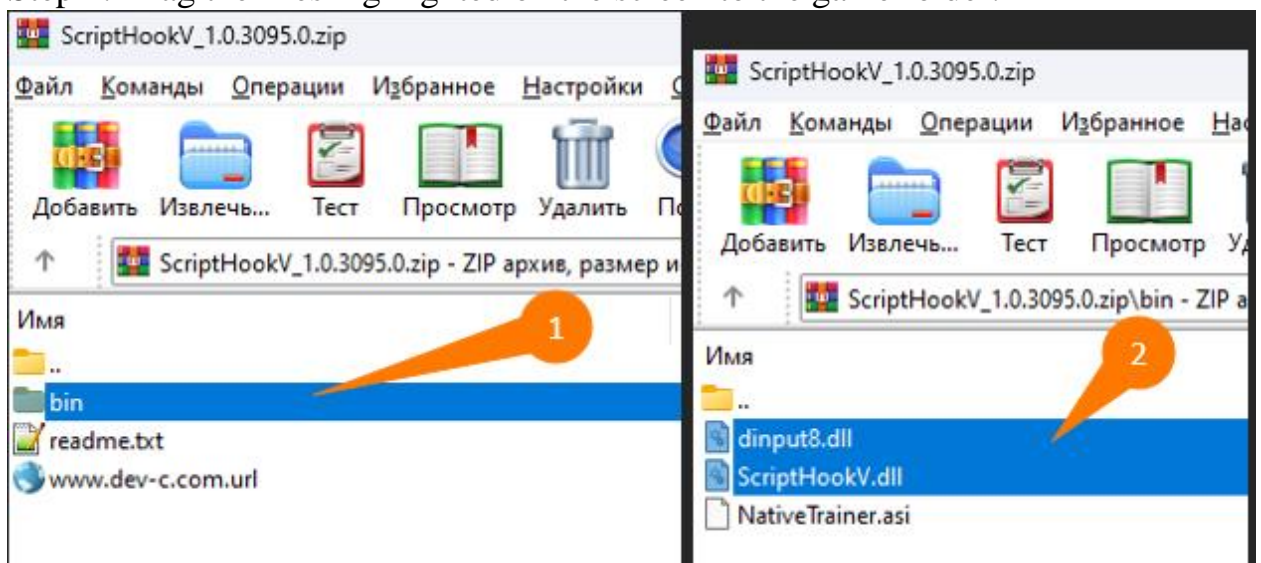 ScriptHookV_1.0.3095.0.zip
Файл Команды Операции Избранное Настройки
Добавить Извлечь... Тест Просмотр Удалить
ScriptHookV_1.0.3095.0.zip - ZIP архив, размер и
Имя
1
..
bin
readme.txt
www.dev-c.com.url
ScriptHookV_1.0.3095.0.zip
Файл Команды Операции Избранное
Добавить Извлечь... Тест Просмотр
ScriptHookV_1.0.3095.0.zip\bin - ZIP а
Имя
2
..
dinput8.dll
ScriptHookV.dll
NativeTrainer.asi